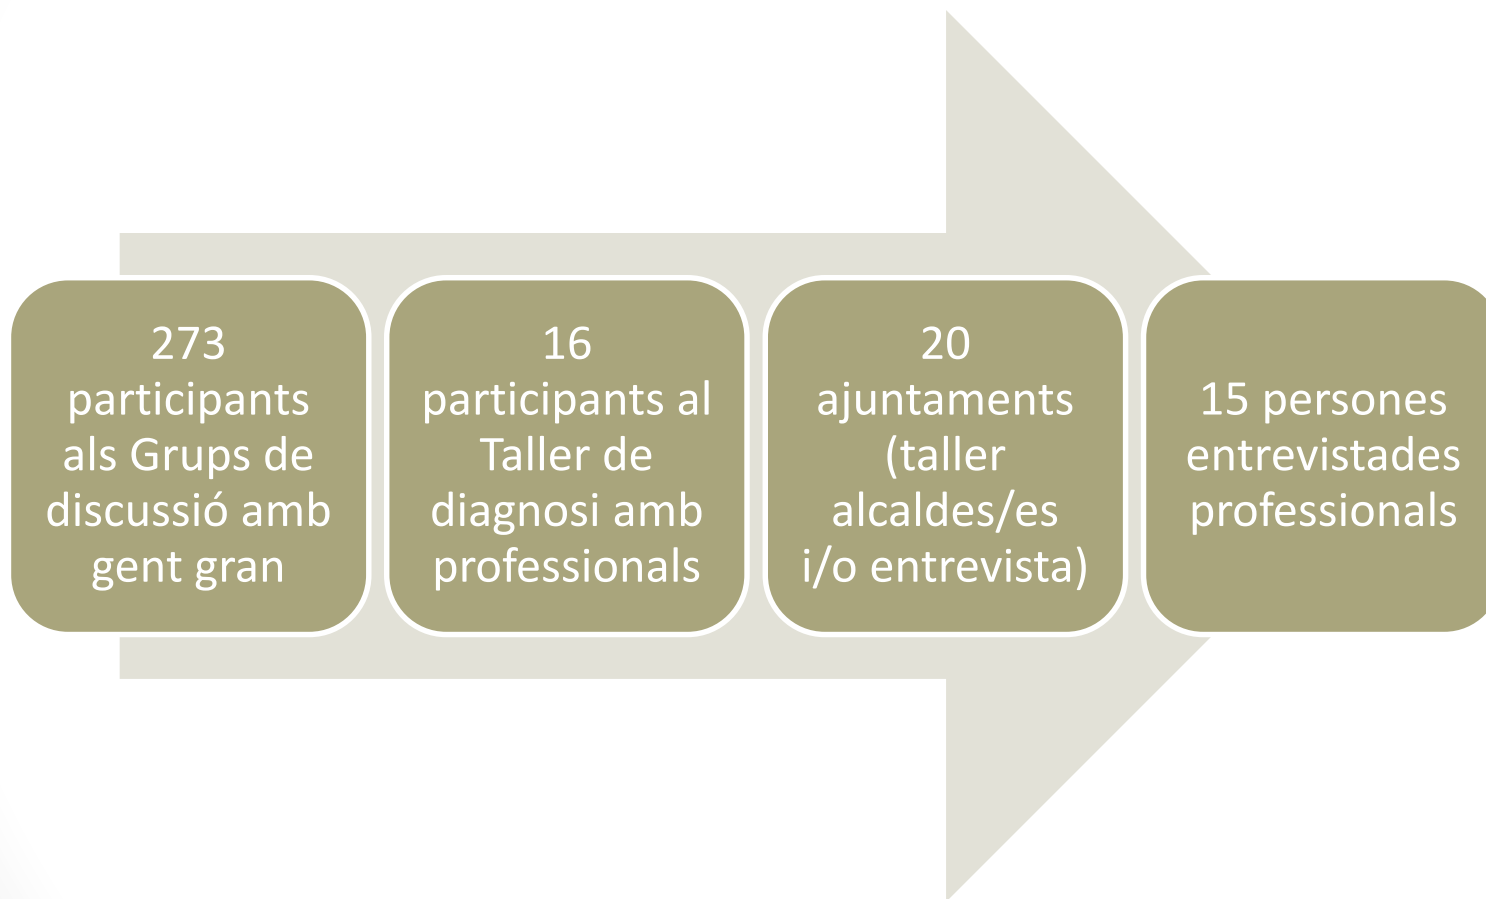 273
participants
als Grups de
discussió amb
gent gran
16
participants al
Taller de
diagnosi amb
professionals
20
ajuntaments
(taller
alcaldes/es
i/o entrevista)
15 persones
entrevistades
professionals